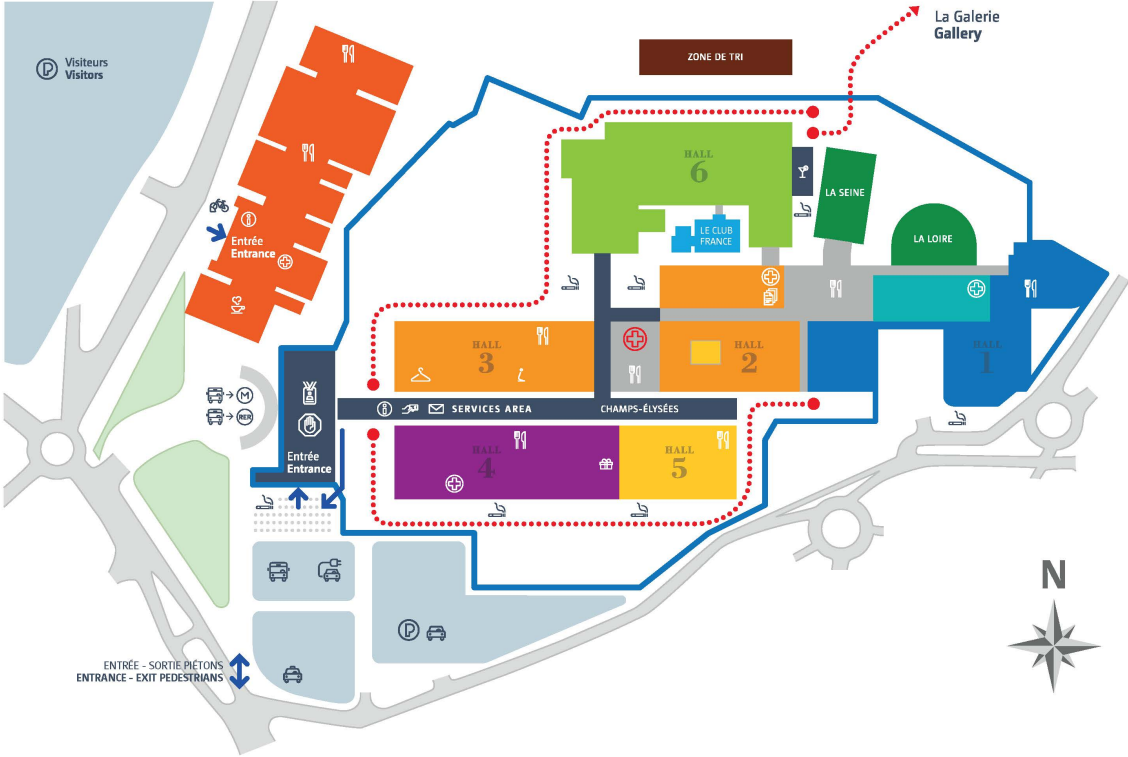 La Galerie
Gallery
Visiteurs
Visitors
P
ZONE DE TRI
HALL
6
LA SEINE
LE CLUB
FRANCE
LA LOIRE
Entrée
Entrance
HALL
3
HALL
2
HALL
1
M
RER
SERVICES AREA
CHAMPS-ÉLYSÉES
HALL
4
HALL
5
Entrée
Entrance
P
N
ENTRÉE - SORTIE PIÉTONS
ENTRANCE - EXIT PEDESTRIANS